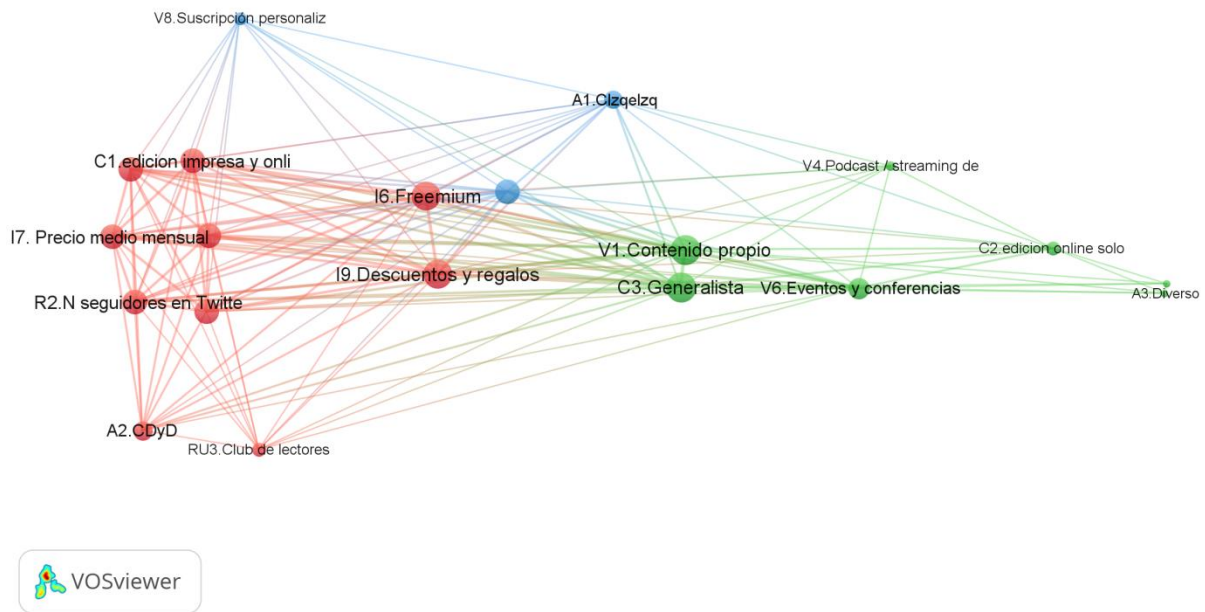 V8.Suscripción personaliz
A1.CIzqeIzq
C1.edicion impresa y onli
V4.Podcast / streaming de
I6.Freemium
I7. Precio medio mensual
V1.Contenido propio
C2.edicion online solo
I9.Descuentos y regalos
C3.Generalista
V6.Eventos y conferencias
A3.Diverso
R2.N seguidores en Twitte
A2.CDyD
RU3.Club de lectores
VOSviewer